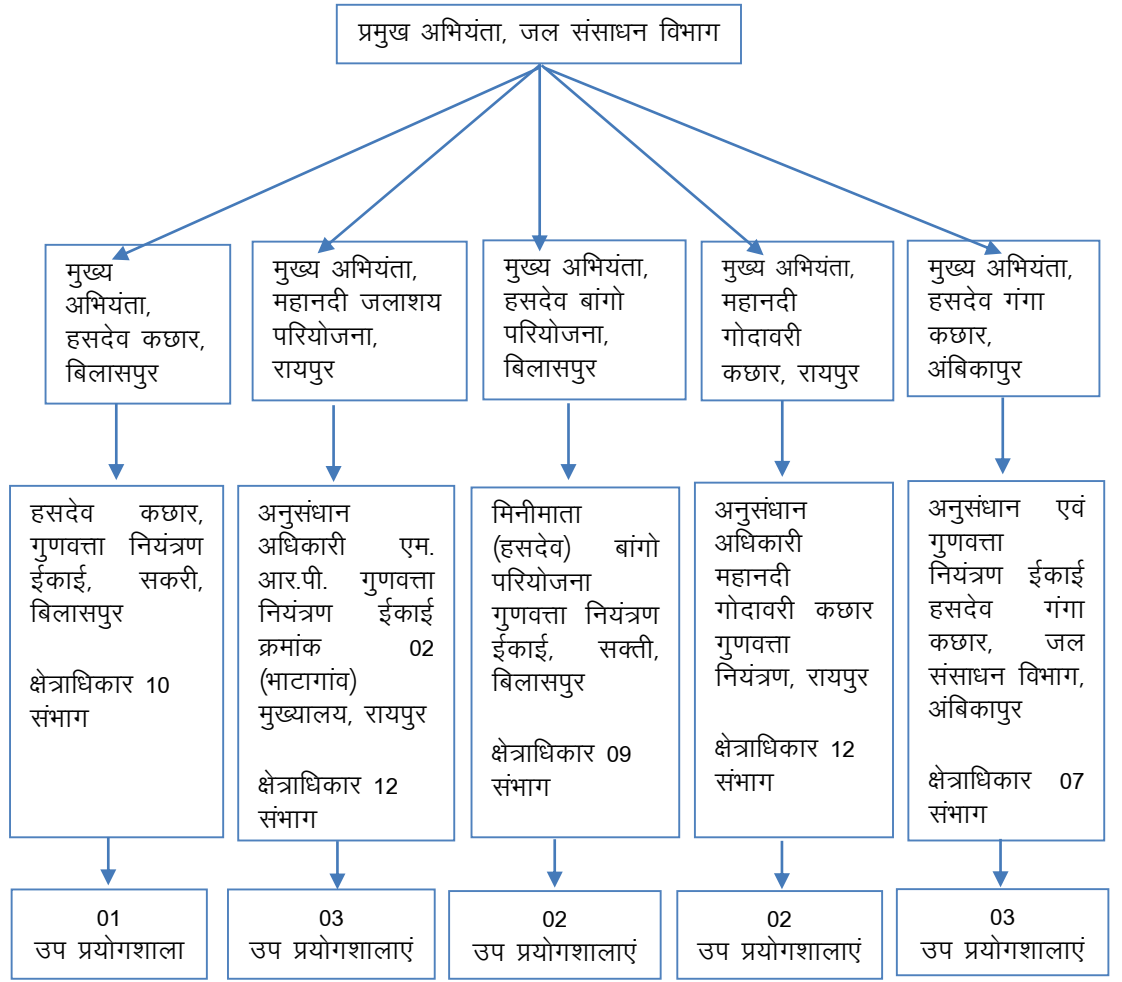 प्रमुख अभियंता, जल संसाधन विभाग
मुख्य
अभियंता,
हसदेव कछार,
बिलासपुर
मुख्य अभियंता,
महानदी जलाशय
परियोजना,
रायपुर
मुख्य अभियंता,
हसदेव बांगो
परियोजना,
बिलासपुर
मुख्य अभियंता,
महानदी
गोदावरी
कछार, रायपुर
मुख्य अभियंता,
हसदेव गंगा
कछार,
अंबिकापुर
हसदेव कछार,
गुणवत्ता नियंत्रण
ईकाई, सकरी,
बिलासपुर
क्षेत्राधिकार 10
संभाग
अनुसंधान
अधिकारी एम.
आर.पी. गुणवत्ता
नियंत्रण ईकाई
क्रमांक 02
(भाटागांव)
मुख्यालय, रायपुर
क्षेत्राधिकार 12
संभाग
मिनीमाता
(हसदेव) बांगो
परियोजना
गुणवत्ता नियंत्रण
ईकाई, सक्ती,
बिलासपुर
क्षेत्राधिकार 09
संभाग
अनुसंधान
अधिकारी
महानदी
गोदावरी कछार
गुणवत्ता
नियंत्रण, रायपुर
क्षेत्राधिकार 12
संभाग
अनुसंधान एवं
गुणवत्ता
नियंत्रण ईकाई
हसदेव गंगा
कछार, जल
संसाधन विभाग,
अंबिकापुर
क्षेत्राधिकार 07
संभाग
01
उप प्रयोगशाला
03
उप प्रयोगशालाएं
02
उप प्रयोगशालाएं
02
उप प्रयोगशालाएं
03
उप प्रयोगशालाएं